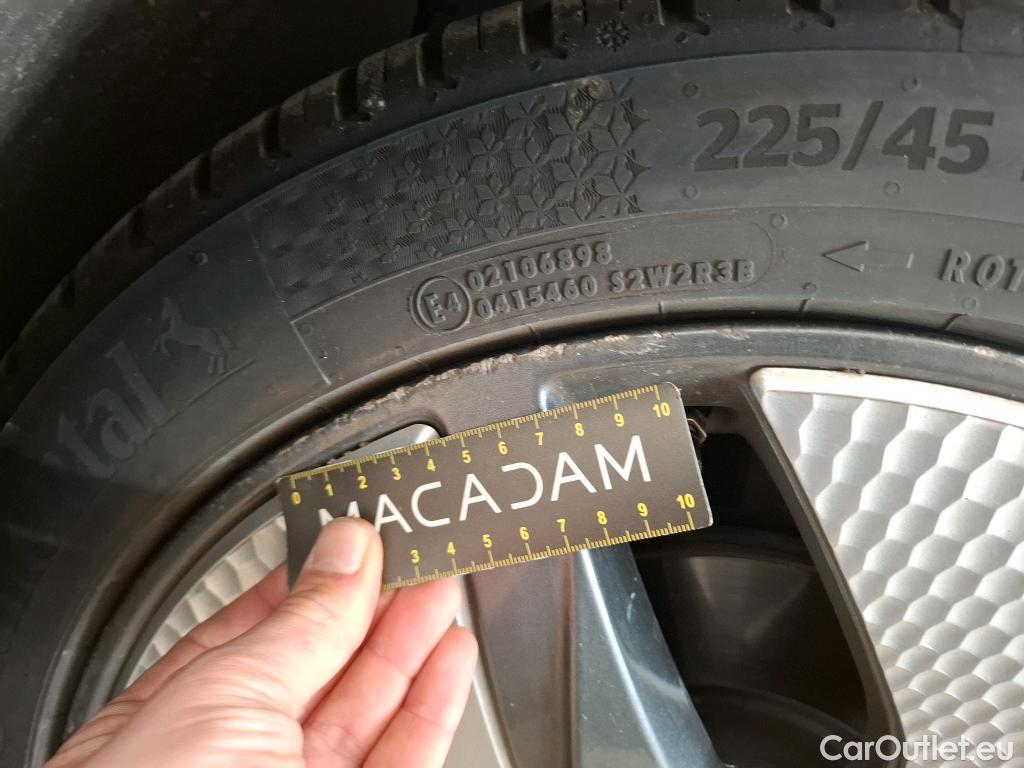 225/45
02106898
E4
0415460 S2W2R3B
ROT
ntal
0 1 2 3 4 5 6 7 8 9 10
MACADAM
3 4 5 6 7 8 9 10
CarOutlet.eu